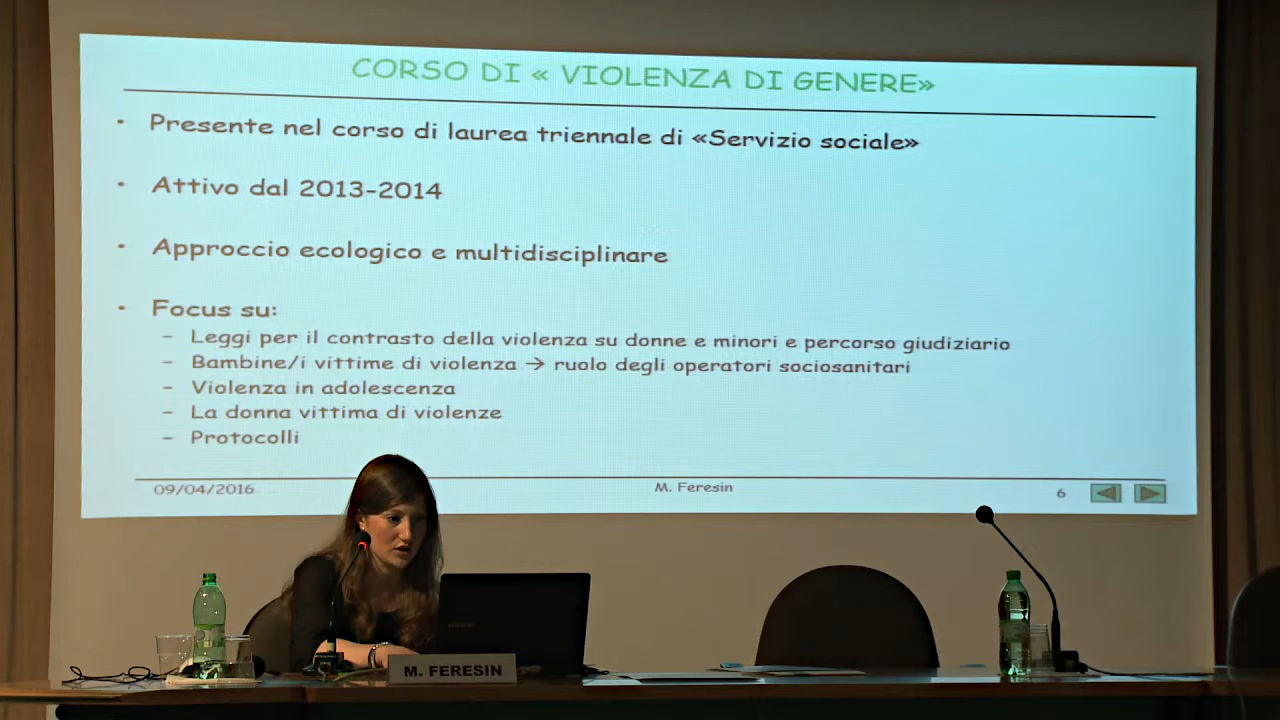 CORSO DI « VIOLENZA DI GENERE»
• Presente nel corso di laurea triennale di «Servizio sociale»
• Attivo dal 2013-2014
• Approccio ecologico e multidisciplinare
• Focus su:
– Leggi per il contrasto della violenza su donne e minori e percorso giudiziario
– Bambine/i vittime di violenza → ruolo degli operatori sociosanitari
– Violenza in adolescenza
– La donna vittima di violenze
– Protocolli
09/04/2016
M. Feresin
6
M. FERESIN